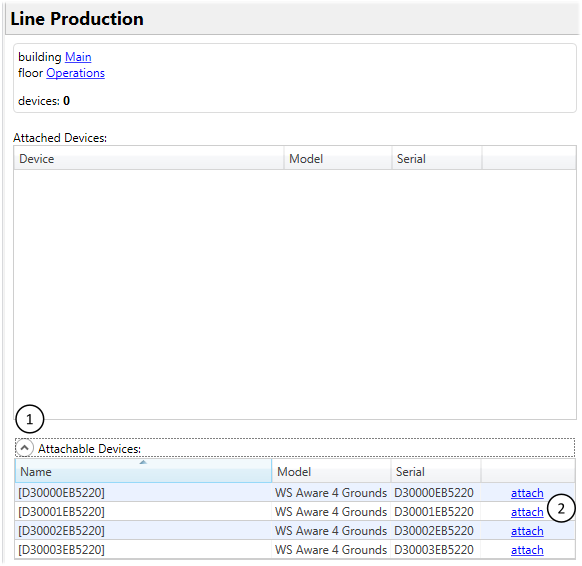 Line Production
building Main
floor Operations
devices: 0
Attached Devices:
Device Model Serial
1
Attachable Devices:
Name Model Serial
[D30000EB5220] WS Aware 4 Grounds D30000EB5220 attach
[D30001EB5220] WS Aware 4 Grounds D30001EB5220 attach
2
[D30002EB5220] WS Aware 4 Grounds D30002EB5220 attach
[D30003EB5220] WS Aware 4 Grounds D30003EB5220 attach